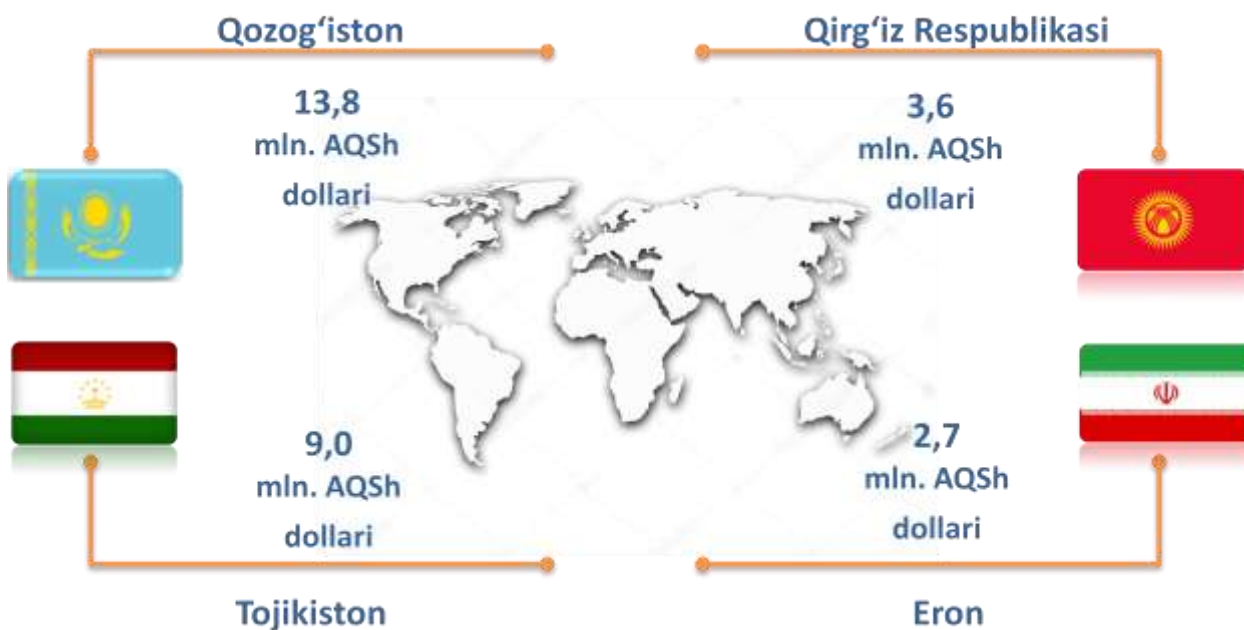 Qozog‘iston
13,8
mln. AQSh
dollari
Qirg‘iz Respublikasi
3,6
mln. AQSh
dollari
9,0
mln. AQSh
dollari
Tojikiston
2,7
mln. AQSh
dollari
Eron